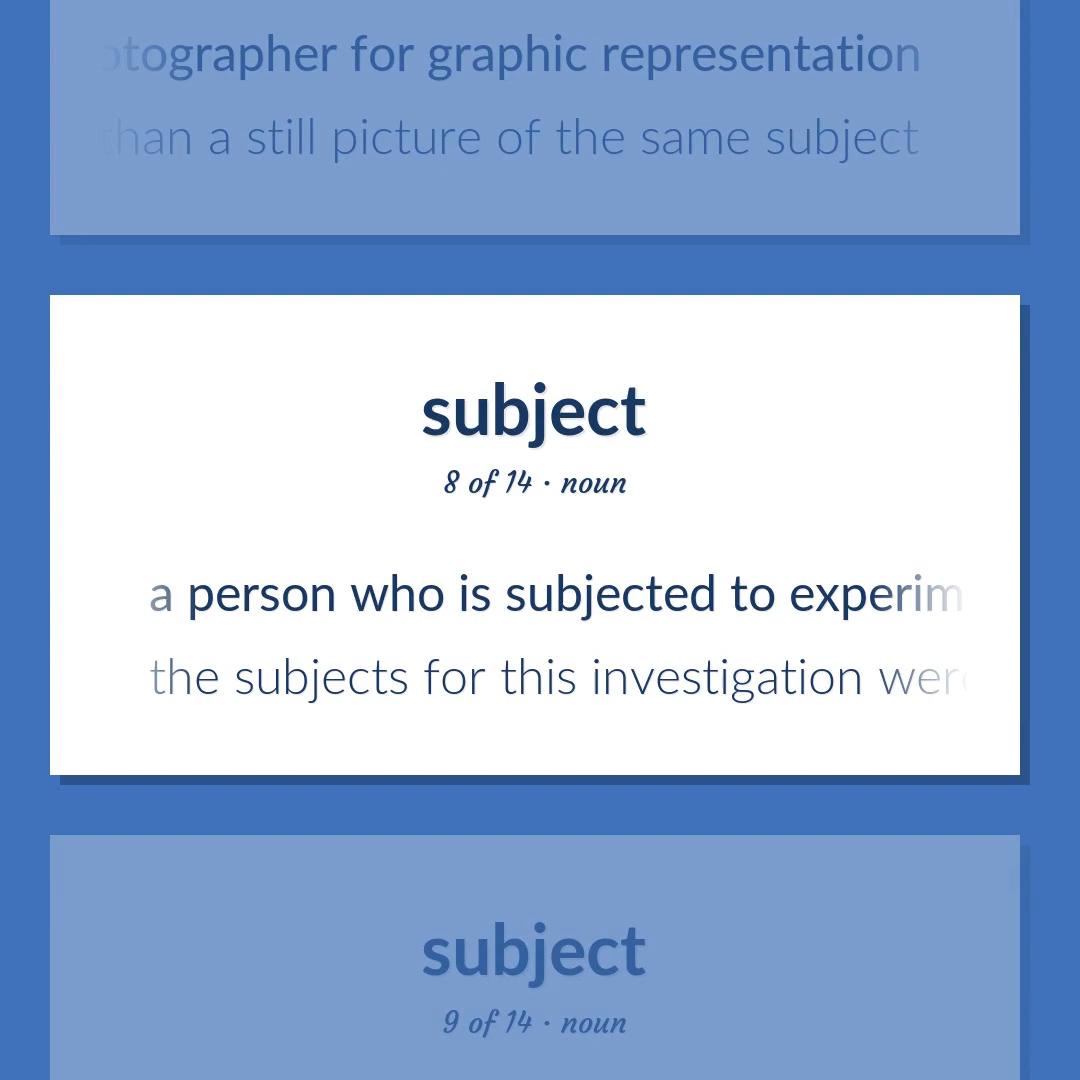 otographer for graphic representation
than a still picture of the same subject
subject
8 of 14 · noun
a person who is subjected to experim
the subjects for this investigation were
subject
9 of 14 · noun